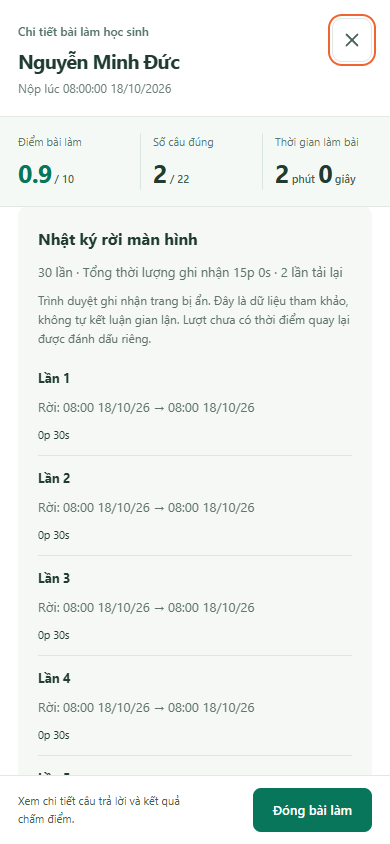 Chi tiết bài làm học sinh
Nguyễn Minh Đức
Nộp lúc 08:00:00 18/10/2026
Điểm bài làm
0.9 / 10
Số câu đúng
2 / 22
Thời gian làm bài
2 phút 0 giây
Nhật ký rời màn hình
30 lần · Tổng thời lượng ghi nhận 15p 0s · 2 lần tải lại
Trình duyệt ghi nhận trang bị ẩn. Đây là dữ liệu tham khảo,
không tự kết luận gian lận. Lượt chưa có thời điểm quay lại
được đánh dấu riêng.
Lần 1
Rời: 08:00 18/10/26 → 08:00 18/10/26
0p 30s
Lần 2
Rời: 08:00 18/10/26 → 08:00 18/10/26
0p 30s
Lần 3
Rời: 08:00 18/10/26 → 08:00 18/10/26
0p 30s
Lần 4
Rời: 08:00 18/10/26 → 08:00 18/10/26
0p 30s
Xem chi tiết câu trả lời và kết quả
chấm điểm.
Đóng bài làm